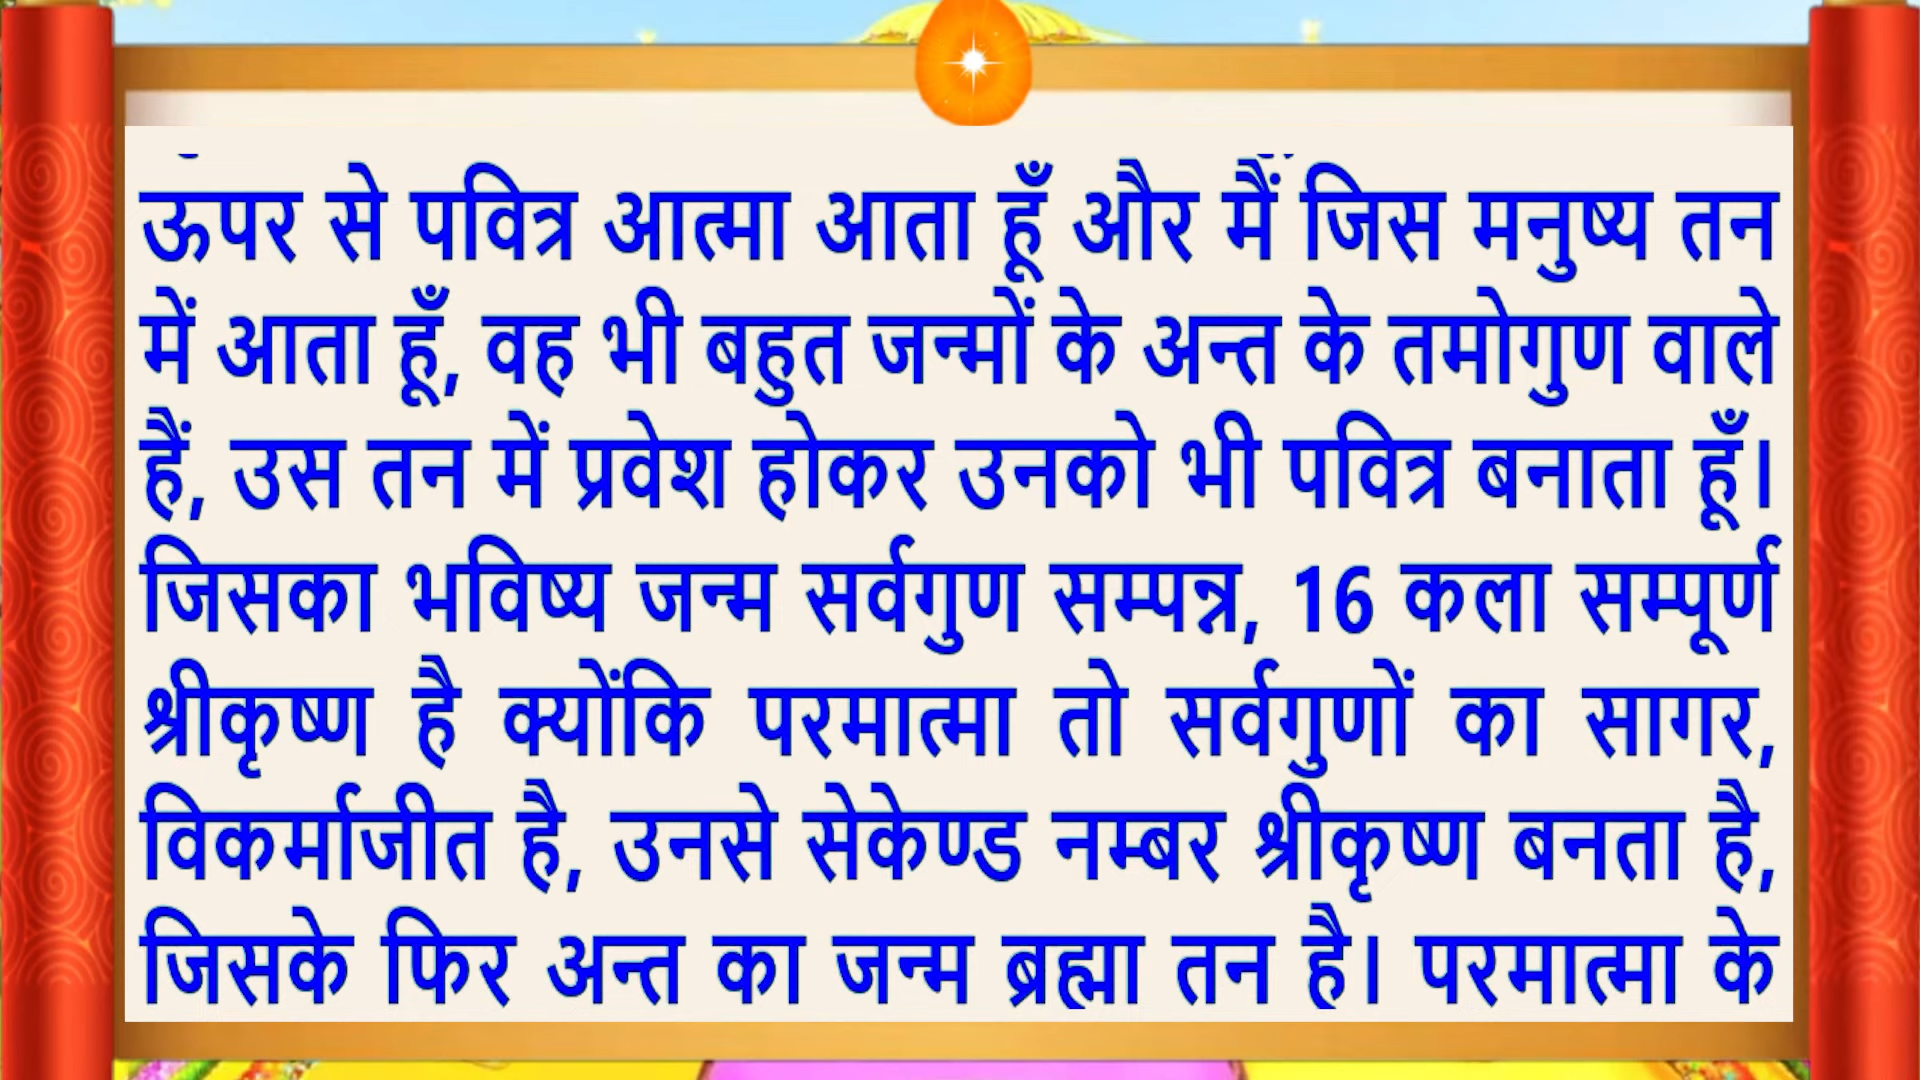 ऊपर से पवित्र आत्मा आता हूँ और मैं जिस मनुष्य तन
में आता हूँ, वह भी बहुत जन्मों के अन्त के तमोगुण वाले
हैं, उस तन में प्रवेश होकर उनको भी पवित्र बनाता हूँ।
जिसका भविष्य जन्म सर्वगुण सम्पन्न, 16 कला सम्पूर्ण
श्रीकृष्ण है क्योंकि परमात्मा तो सर्वगुणों का सागर,
विकर्माजीत है, उनसे सेकेण्ड नम्बर श्रीकृष्ण बनता है,
जिसके फिर अन्त का जन्म ब्रह्मा तन है। परमात्मा के